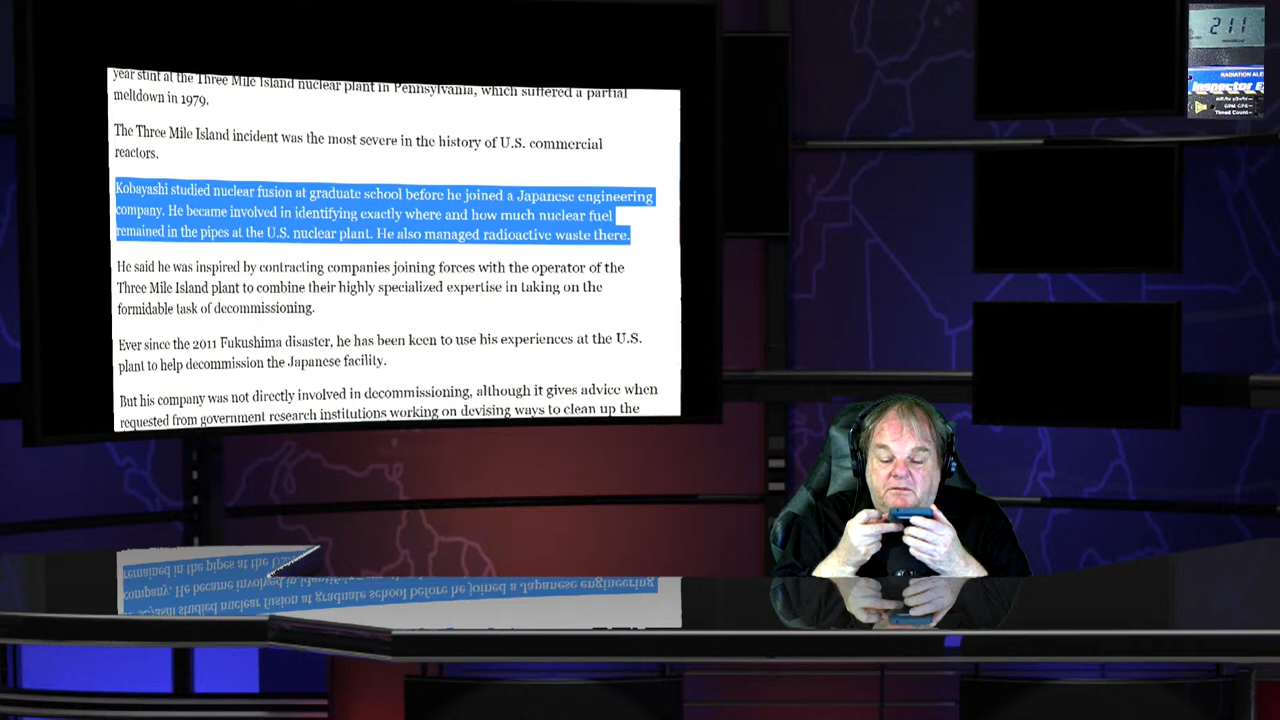 year stint at the Three Mile Island nuclear plant in Pennsylvania, which suffered a partial
meltdown in 1979.
The Three Mile Island incident was the most severe in the history of U.S. commercial
reactors.
Kobayashi studied nuclear fusion at graduate school before he joined a Japanese engineering
company. He became involved in identifying exactly where and how much nuclear fuel
remained in the pipes at the U.S. nuclear plant. He also managed radioactive waste there.
He said he was inspired by contracting companies joining forces with the operator of the
Three Mile Island plant to combine their highly specialized expertise in taking on the
formidable task of decommissioning.
Ever since the 2011 Fukushima disaster, he has been keen to use his experiences at the U.S.
plant to help decommission the Japanese facility.
But his company was not directly involved in decommissioning, although it gives advice when
requested from government research institutions working on devising ways to clean up the
211
RADIATION ALE
Inspector E
Timed Count